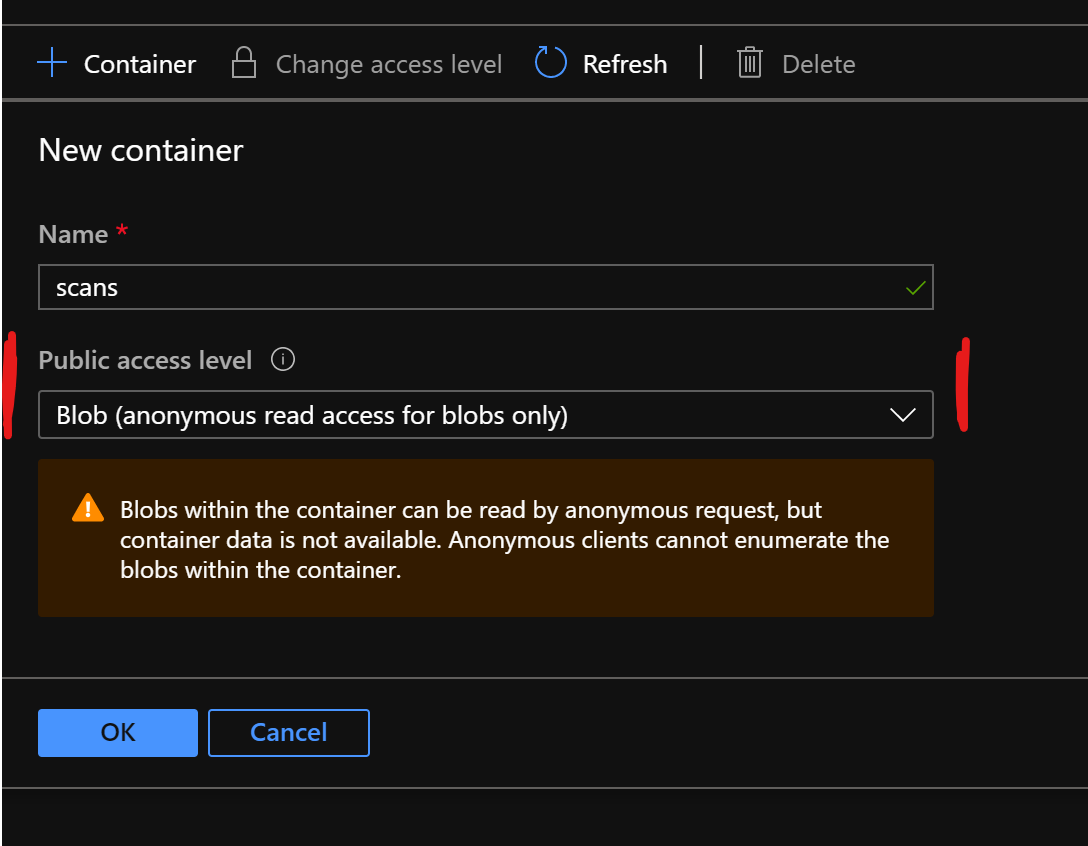 Container Change access level Refresh | Delete
New container
Name *
scans
Public access level
Blob (anonymous read access for blobs only)
Blobs within the container can be read by anonymous request, but
container data is not available. Anonymous clients cannot enumerate the
blobs within the container.
OK Cancel